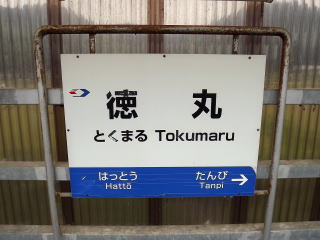 徳丸
とくまる Tokumaru
はっとう たんぴ
Hattō Tanpi